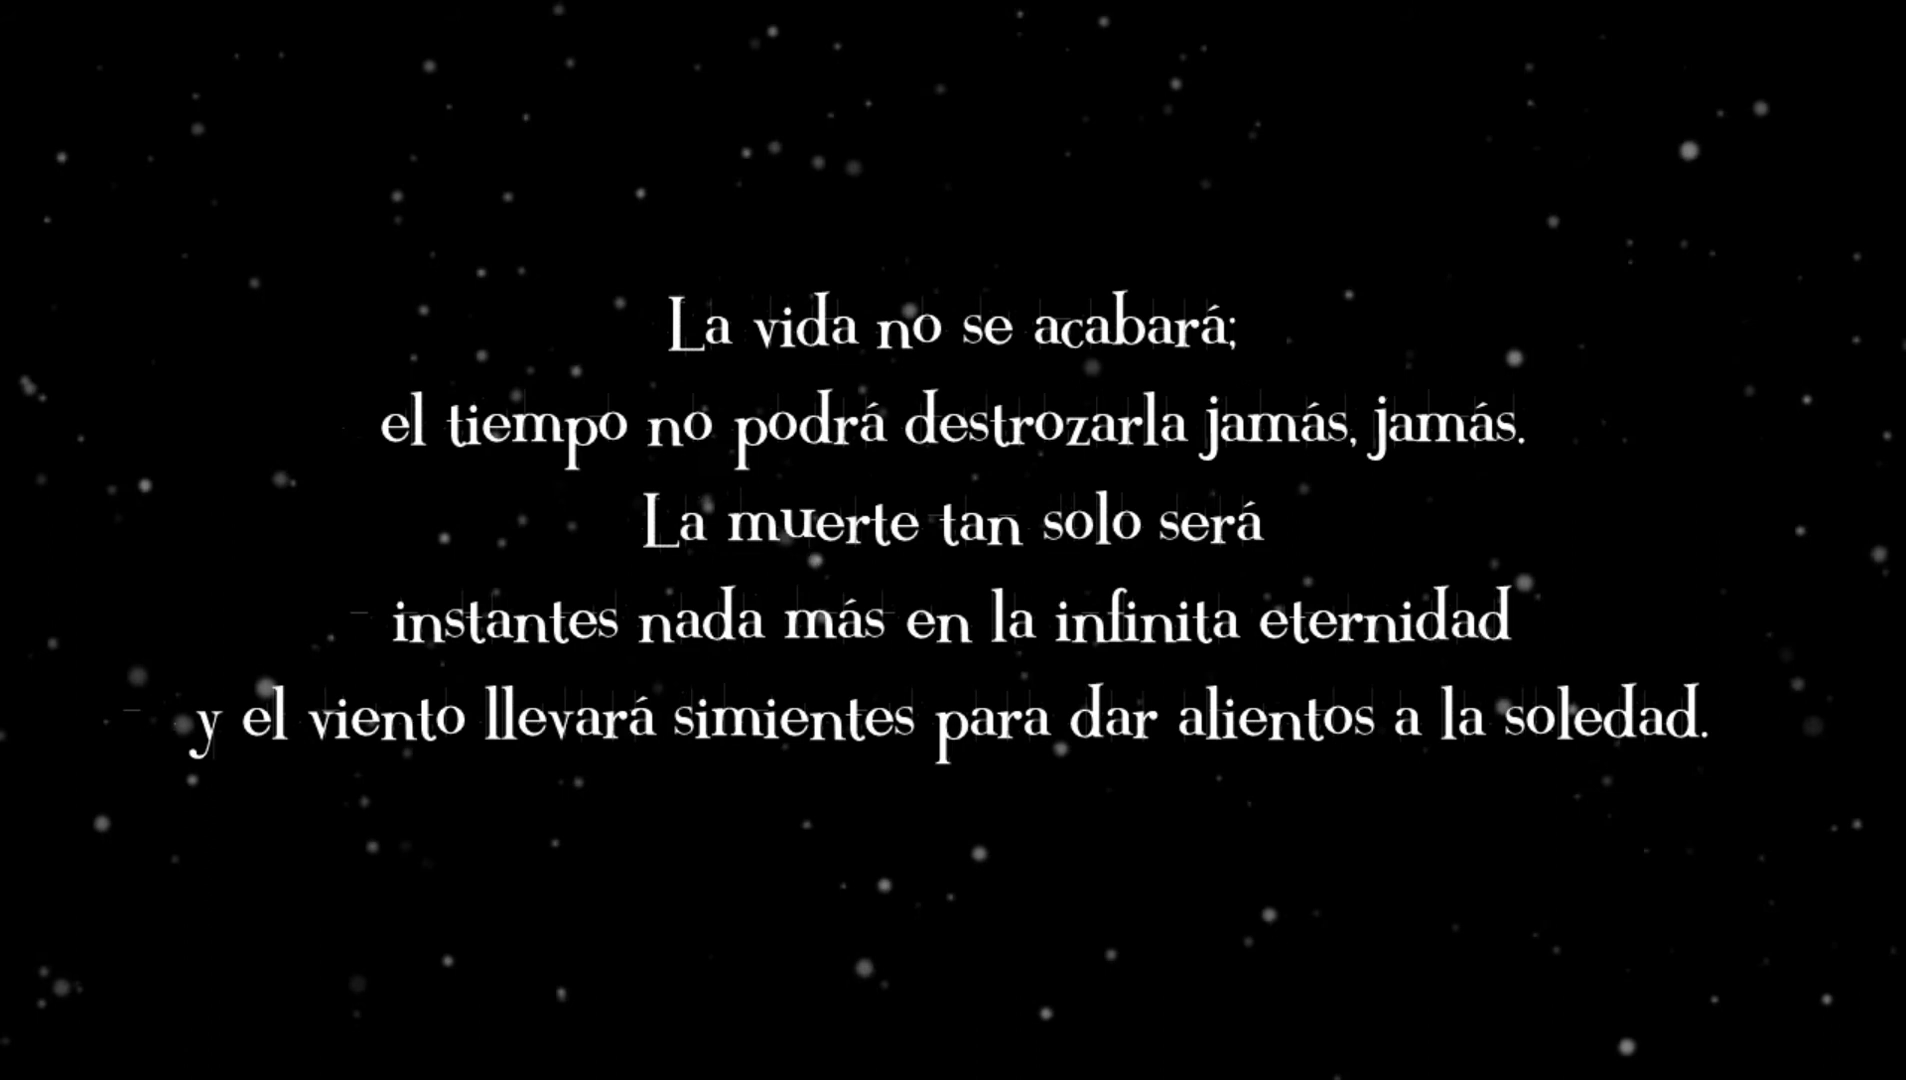 La vida no se acabará;
el tiempo no podrá destrozarla jamás, jamás.
La muerte tan solo será
instantes nada más en la infinita eternidad
y el viento llevará simientes para dar alientos a la soledad.